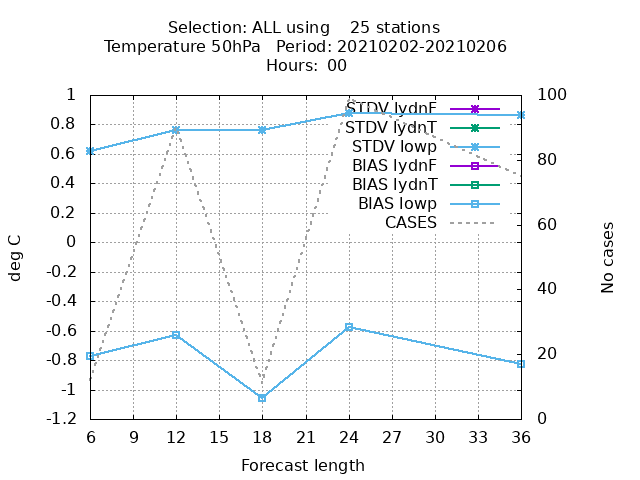 Selection: ALL using 25 stations
Temperature 50hPa Period: 20210202-20210206
Hours: 00
1
0.8
0.6
0.4
0.2
0
-0.2
-0.4
-0.6
-0.8
-1
-1.2
deg C
STDV lydnF
STDV lydnT
STDV lowp
BIAS lydnF
BIAS lydnT
BIAS lowp
CASES
100
80
60
40
20
0
No cases
6 9 12 15 18 21 24 27 30 33 36
Forecast length